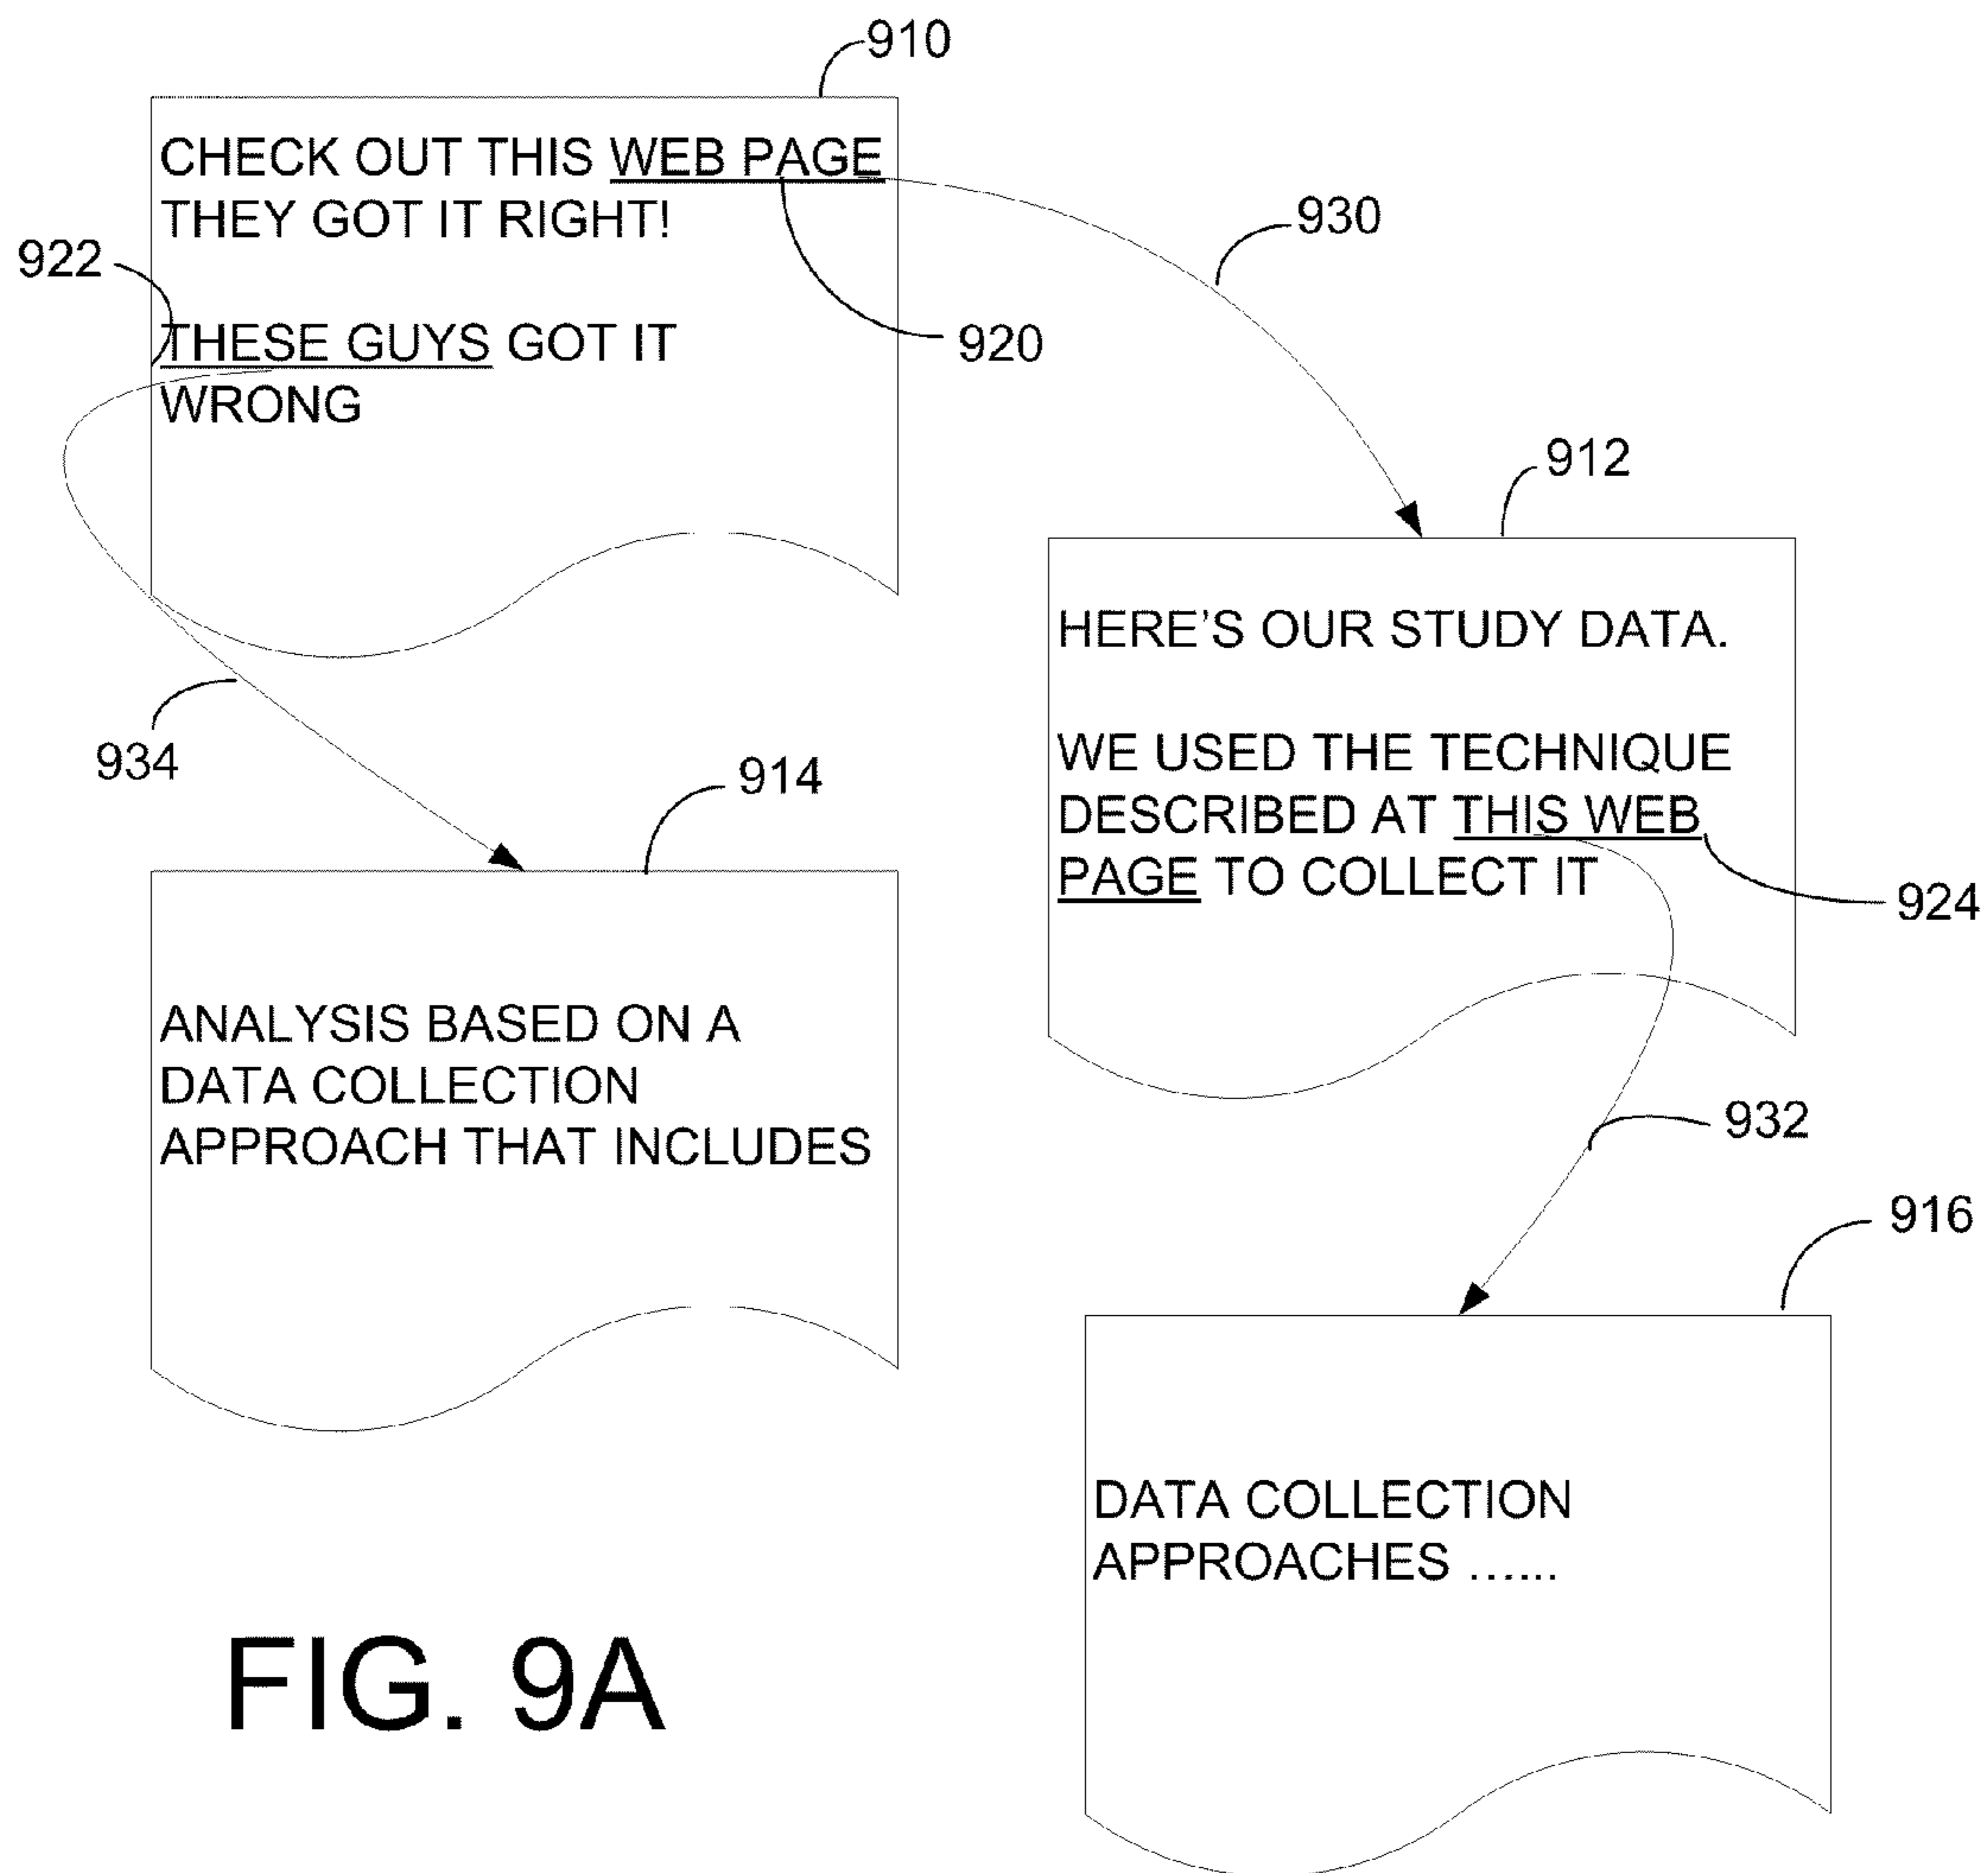 910
CHECK OUT THIS WEB PAGE
THEY GOT IT RIGHT!
930
922
THESE GUYS GOT IT
WRONG
920
912
HERE'S OUR STUDY DATA.
WE USED THE TECHNIQUE
DESCRIBED AT THIS WEB
PAGE TO COLLECT IT
924
934
914
ANALYSIS BASED ON A
DATA COLLECTION
APPROACH THAT INCLUDES
932
916
DATA COLLECTION
APPROACHES ......
FIG. 9A